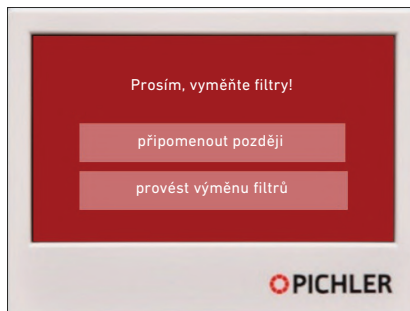 Prosím, vyměňte filtry!
připomenout později
provést výměnu filtrů
PICHLER